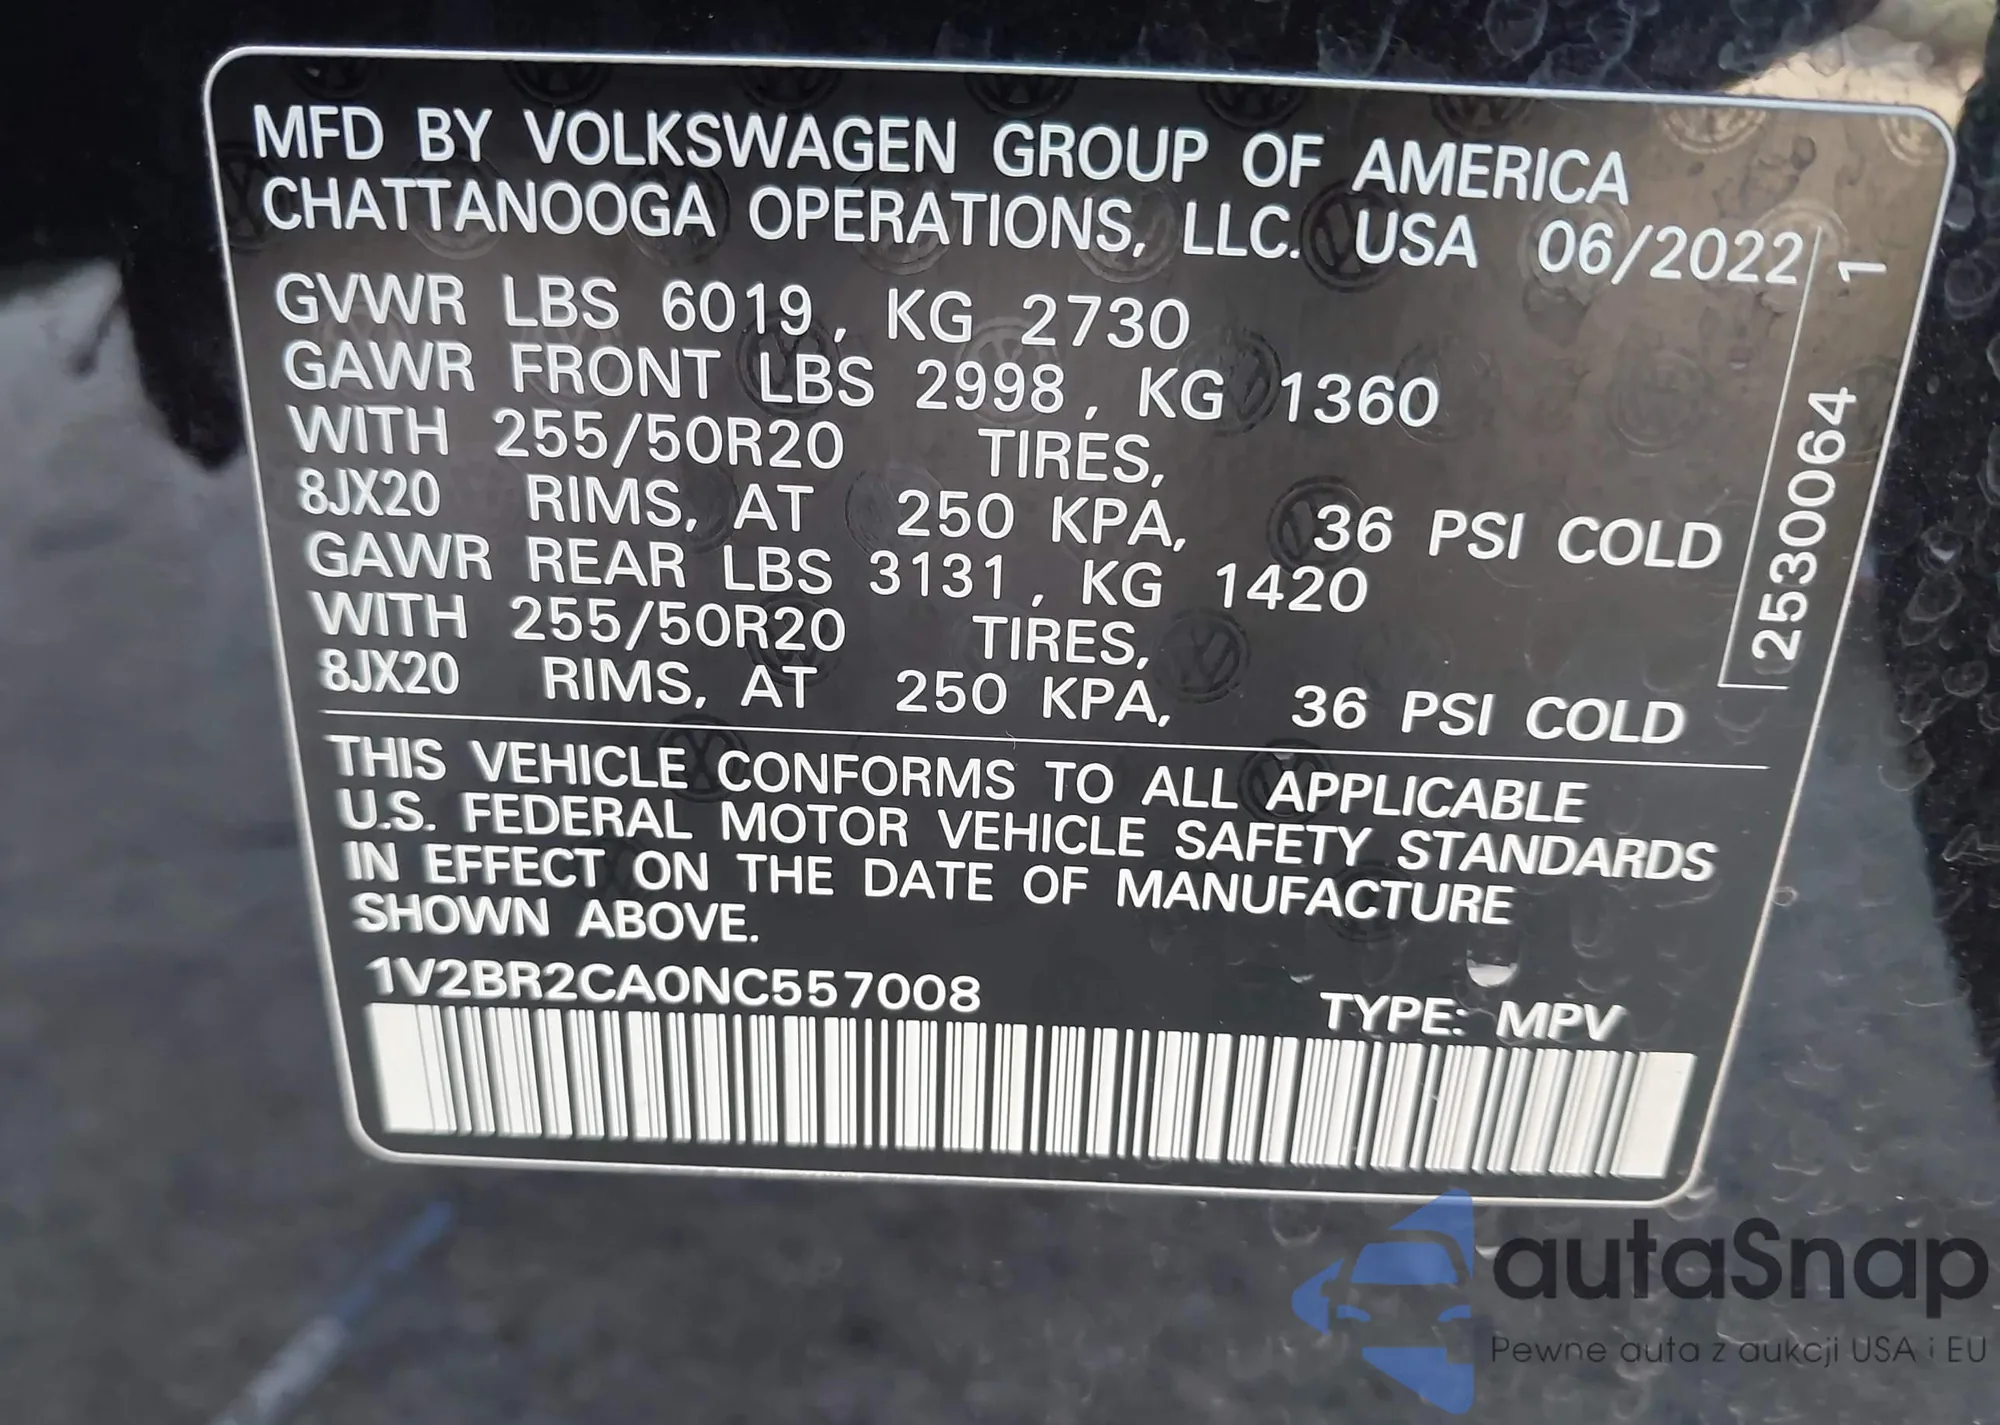 MFD BY VOLKSWAGEN GROUP OF AMERICA
CHATTANOOGA OPERATIONS, LLC. USA 06/2022
GVWR LBS 6019, KG 2730
GAWR FRONT LBS 2998, KG 1360
WITH 255/50R20 TIRES,
8JX20 RIMS, AT 250 KPA, 36 PSI COLD
GAWR REAR LBS 3131, KG 1420
WITH 255/50R20 TIRES,
8JX20 RIMS, AT 250 KPA, 36 PSI COLD
2530064 1
THIS VEHICLE CONFORMS TO ALL APPLICABLE
U.S. FEDERAL MOTOR VEHICLE SAFETY STANDARDS
IN EFFECT ON THE DATE OF MANUFACTURE
SHOWN ABOVE.
1V2BR2CA0NC557008 TYPE: MPV
autaSnap
Pewne auta z aukcji USA i EU